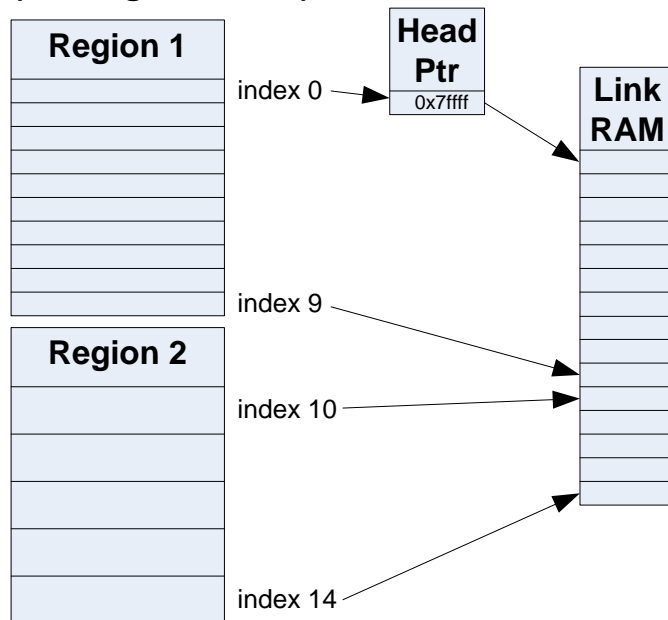 Region 1
index 0
Head
Ptr
0x7ffff
Link
RAM
index 9
Region 2
index 10
index 14